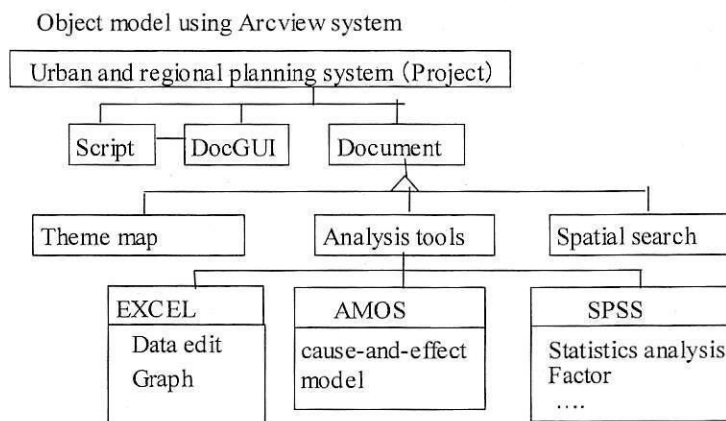 Object model using Arcview system
Urban and regional planning system (Project)
Script
DocGUI
Document
Theme map
Analysis tools
Spatial search
EXCEL
Data edit
Graph
AMOS
cause-and-effect
model
SPSS
Statistics analysis
Factor
....